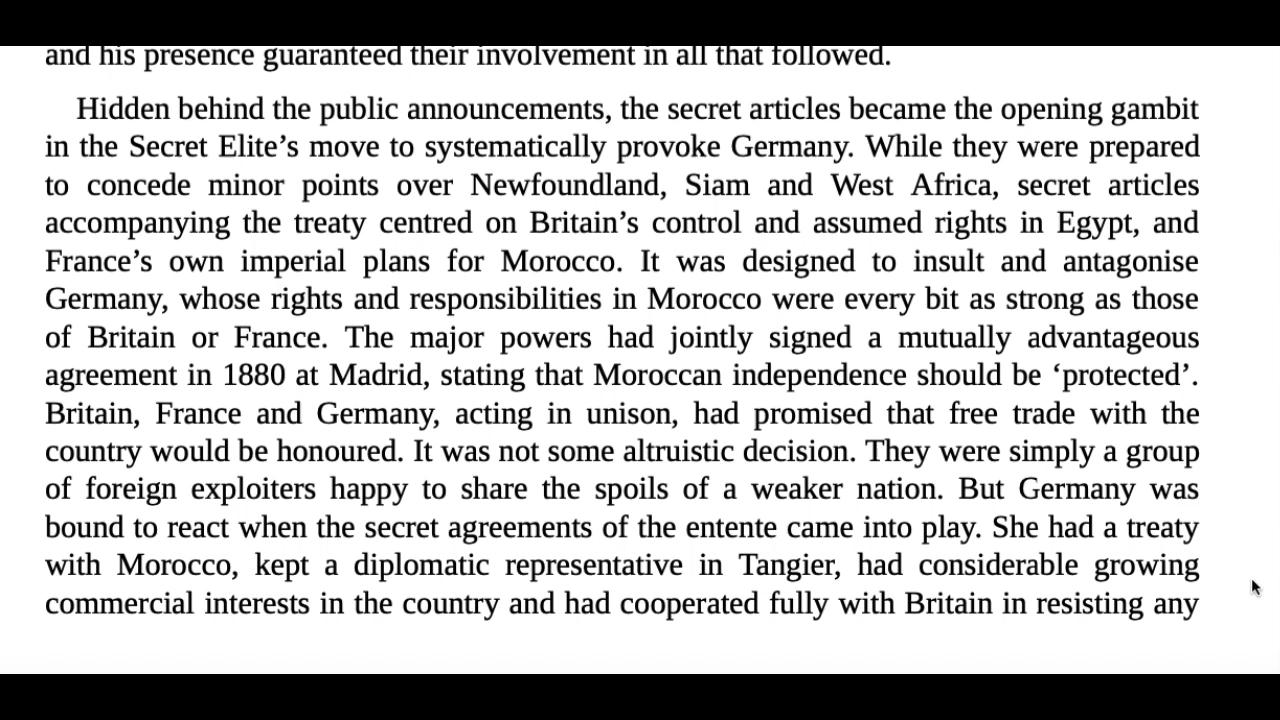 and his presence guaranteed their involvement in all that followed.
Hidden behind the public announcements, the secret articles became the opening gambit
in the Secret Elite’s move to systematically provoke Germany. While they were prepared
to concede minor points over Newfoundland, Siam and West Africa, secret articles
accompanying the treaty centred on Britain’s control and assumed rights in Egypt, and
France’s own imperial plans for Morocco. It was designed to insult and antagonise
Germany, whose rights and responsibilities in Morocco were every bit as strong as those
of Britain or France. The major powers had jointly signed a mutually advantageous
agreement in 1880 at Madrid, stating that Moroccan independence should be ‘protected’.
Britain, France and Germany, acting in unison, had promised that free trade with the
country would be honoured. It was not some altruistic decision. They were simply a group
of foreign exploiters happy to share the spoils of a weaker nation. But Germany was
bound to react when the secret agreements of the entente came into play. She had a treaty
with Morocco, kept a diplomatic representative in Tangier, had considerable growing
commercial interests in the country and had cooperated fully with Britain in resisting any